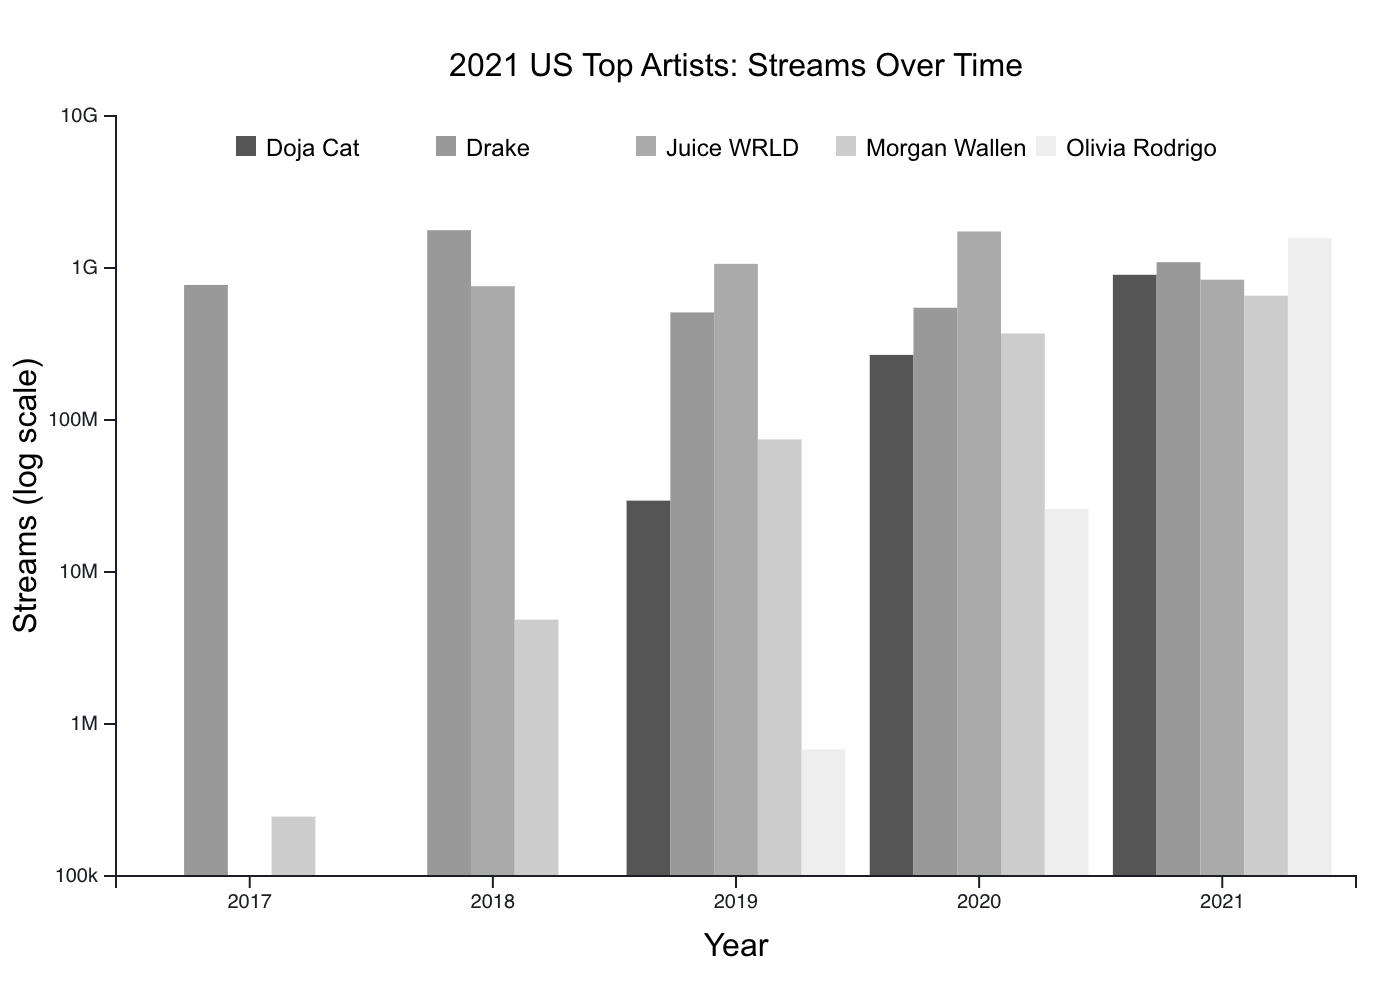 2021 US Top Artists: Streams Over Time
10G
Doja Cat Drake Juice WRLD Morgan Wallen Olivia Rodrigo
1G
100M
10M
1M
100k
Streams (log scale)
2017 2018 2019 2020 2021
Year